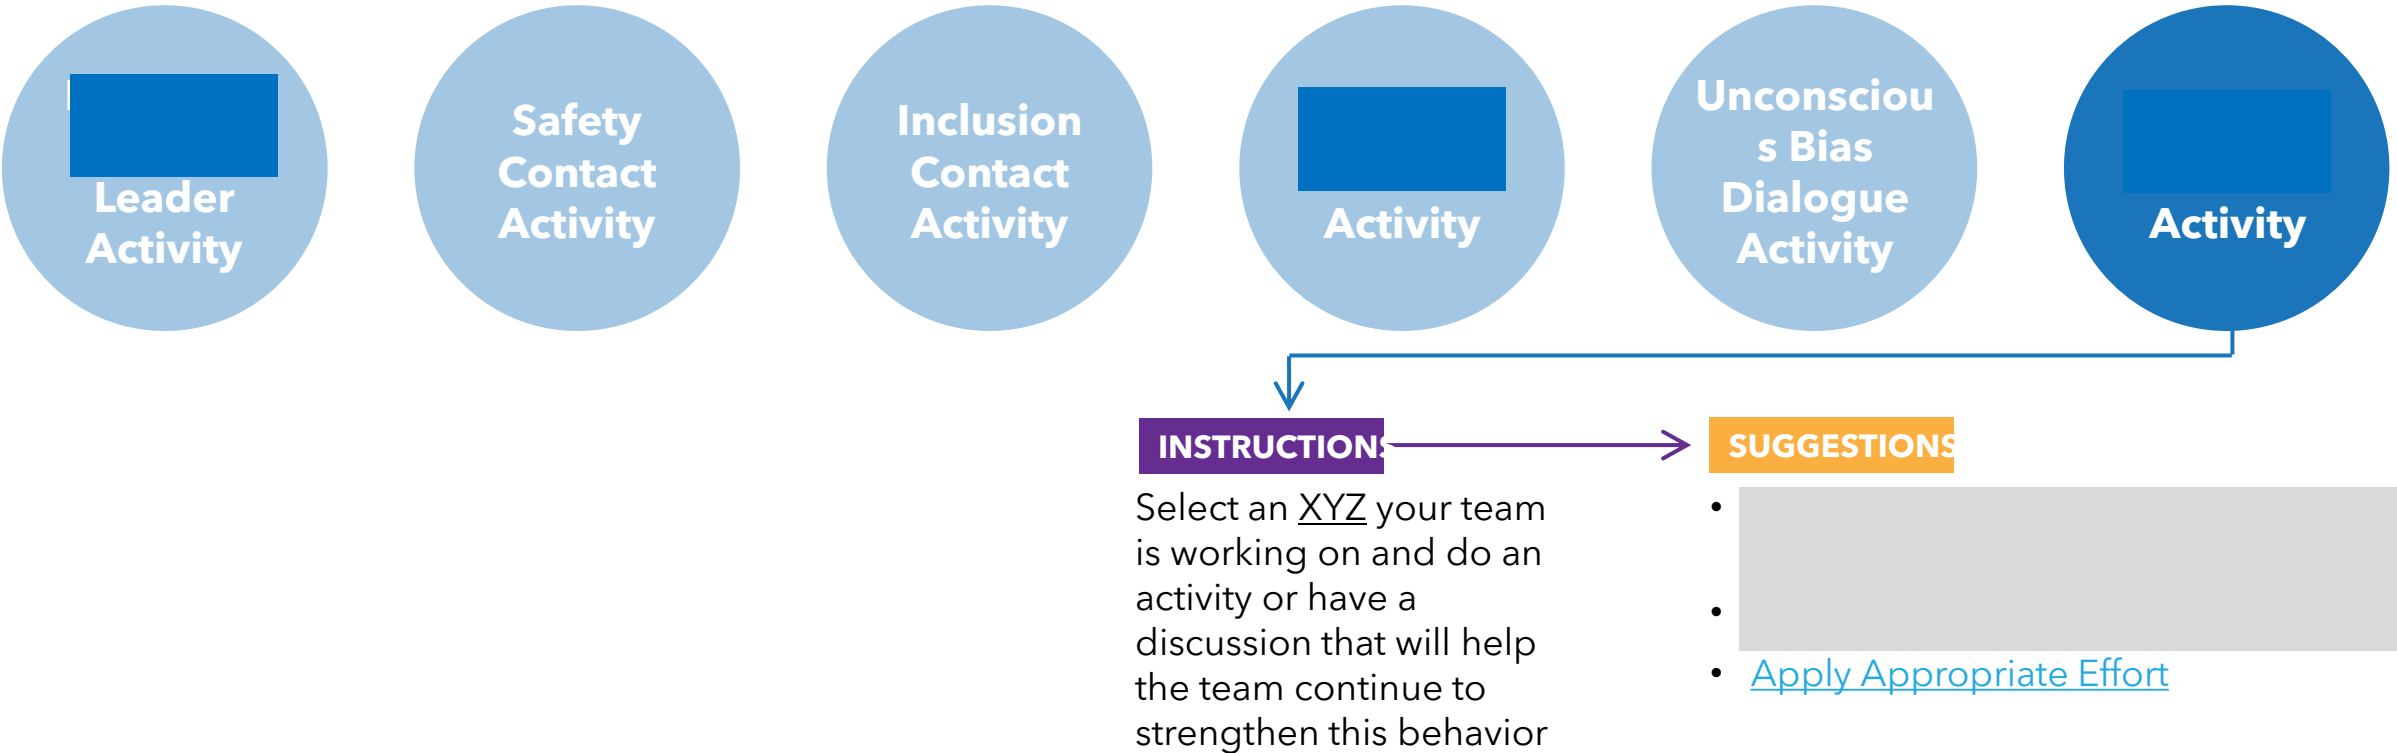 Leader
Activity
Safety
Contact
Activity
Inclusion
Contact
Activity
Activity
Unconsciou
s Bias
Dialogue
Activity
Activity
INSTRUCTIONS
SUGGESTIONS
Select an XYZ your team
is working on and do an
activity or have a
discussion that will help
the team continue to
strengthen this behavior
• 
• 
• Apply Appropriate Effort